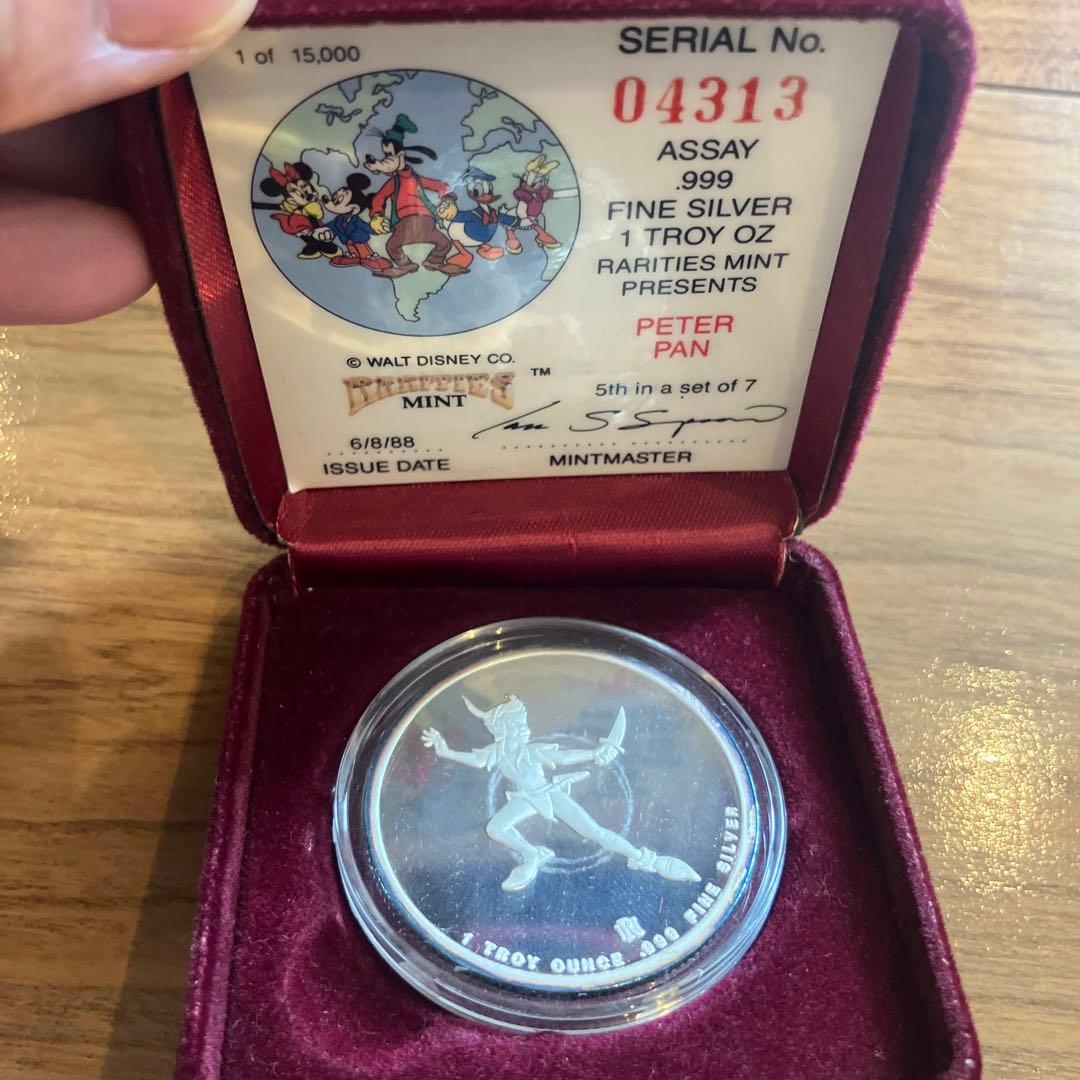 1 of 15,000
SERIAL No.
04313
ASSAY
.999
FINE SILVER
1 TROY OZ
RARITIES MINT
PRESENTS
PETER
PAN
5th in a set of 7
© WALT DISNEY CO.
RARITIES ™
MINT
6/8/88
ISSUE DATE
MINTMASTER
1 TROY OUNCE .999 FINE SILVER